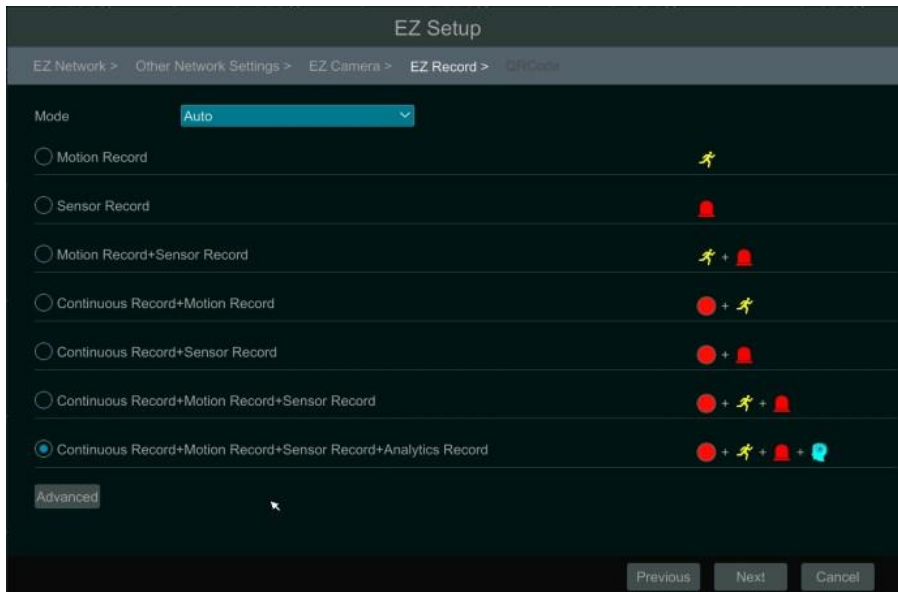 EZ Setup
EZ Network > Other Network Settings > EZ Camera > EZ Record > QRCode
Mode Auto
Motion Record
Sensor Record
Motion Record+Sensor Record +
Continuous Record+Motion Record +
Continuous Record+Sensor Record +
Continuous Record+Motion Record+Sensor Record + +
Continuous Record+Motion Record+Sensor Record+Analytics Record + + +
Advanced
Previous Next Cancel